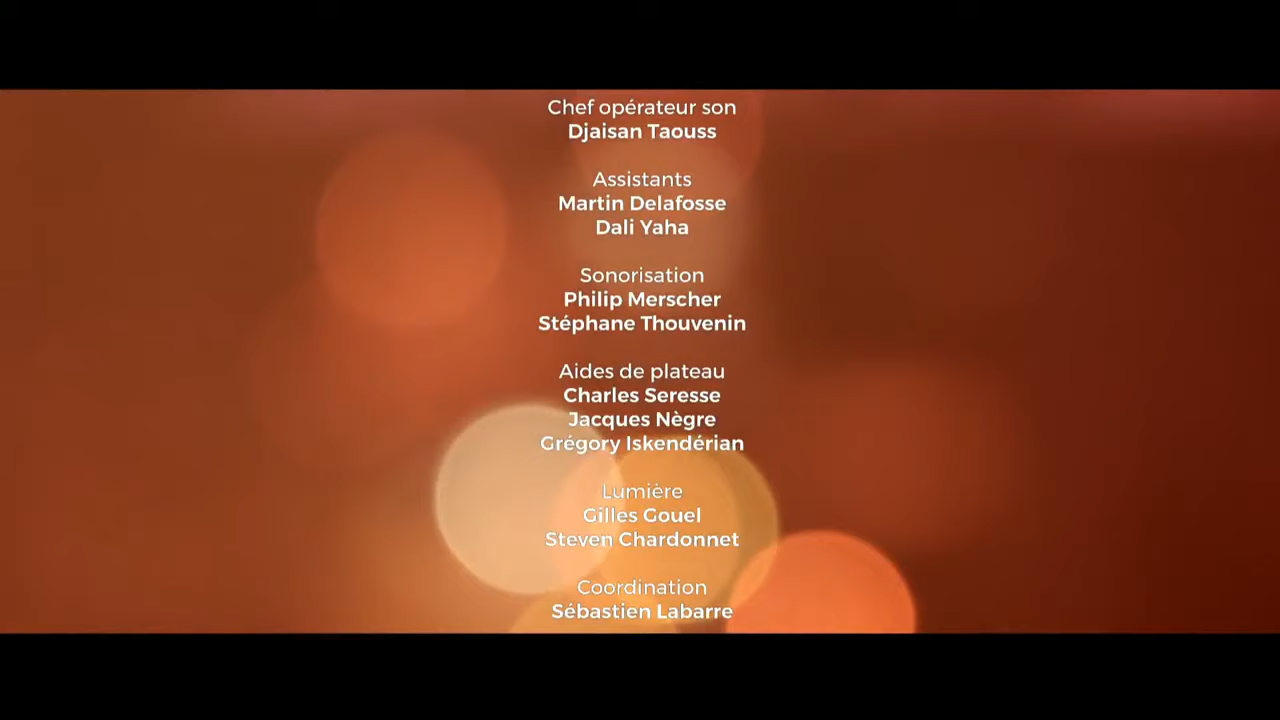 Chef opérateur son
Djaisan Taouss
Assistants
Martin Delafosse
Dali Yaha
Sonorisation
Philip Merscher
Stéphane Thouvenin
Aides de plateau
Charles Seresse
Jacques Nègre
Grégory Iskendérian
Lumière
Gilles Gouel
Steven Chardonnet
Coordination
Sébastien Labarre